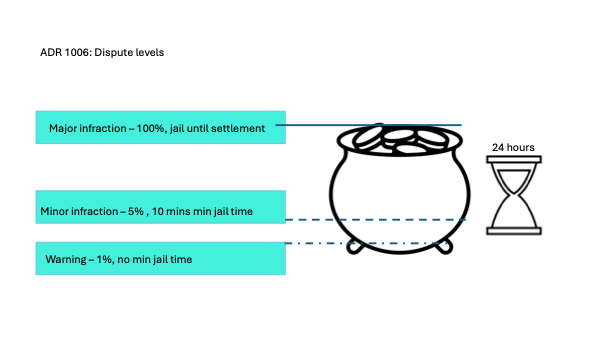 ADR 1006: Dispute levels
Major infraction – 100%, jail until settlement
24 hours
Minor infraction – 5% , 10 mins min jail time
Warning – 1%, no min jail time